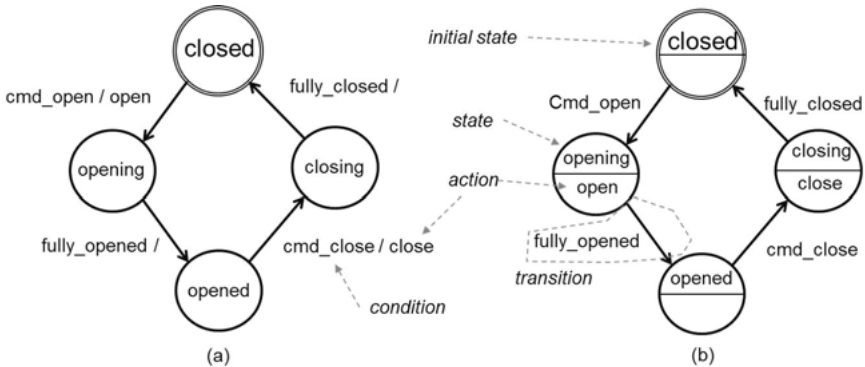 closed
cmd_open / open
fully_closed /
opening
closing
fully_opened /
cmd_close / close
opened
(a)
initial state
state
action
condition
transition
closed
Cmd_open
fully_closed
opening
open
closing
close
fully_opened
cmd_close
opened
(b)